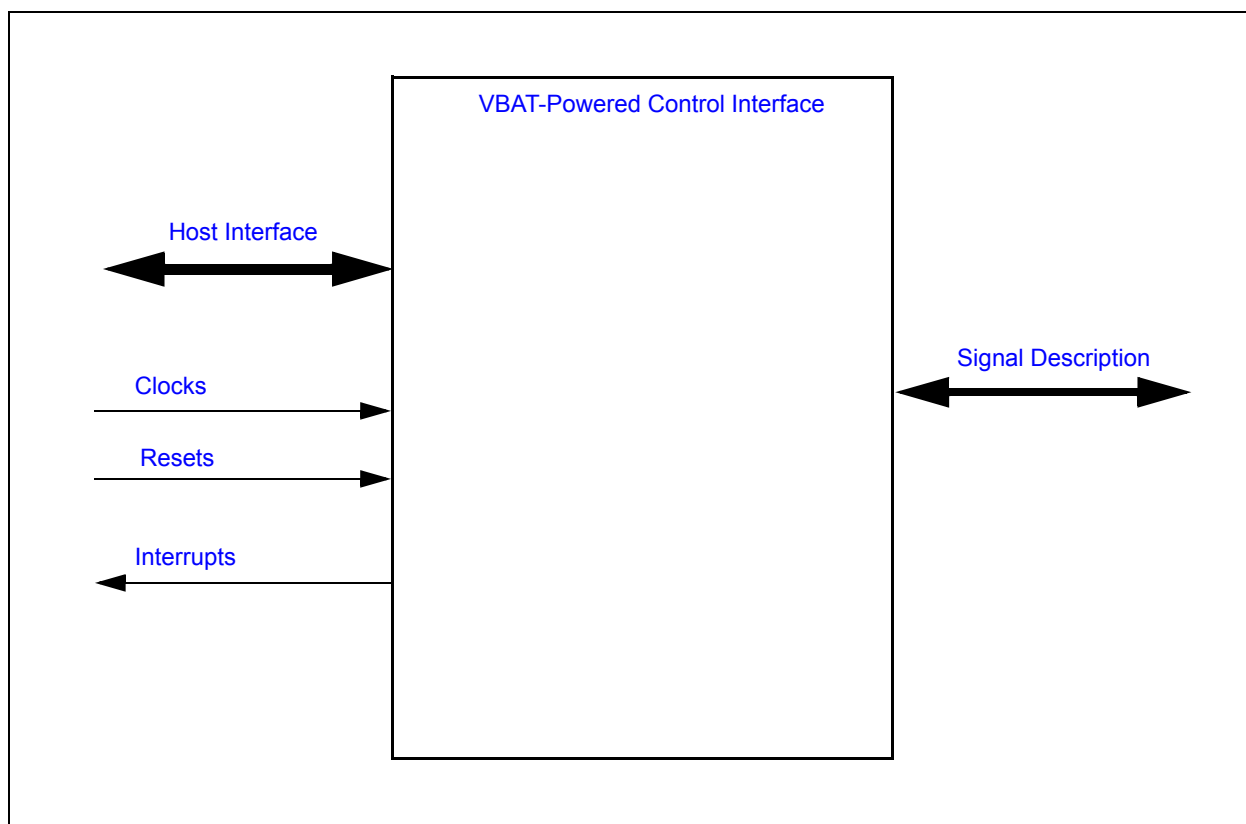 VBAT-Powered Control Interface
Host Interface
Signal Description
Clocks
Resets
Interrupts